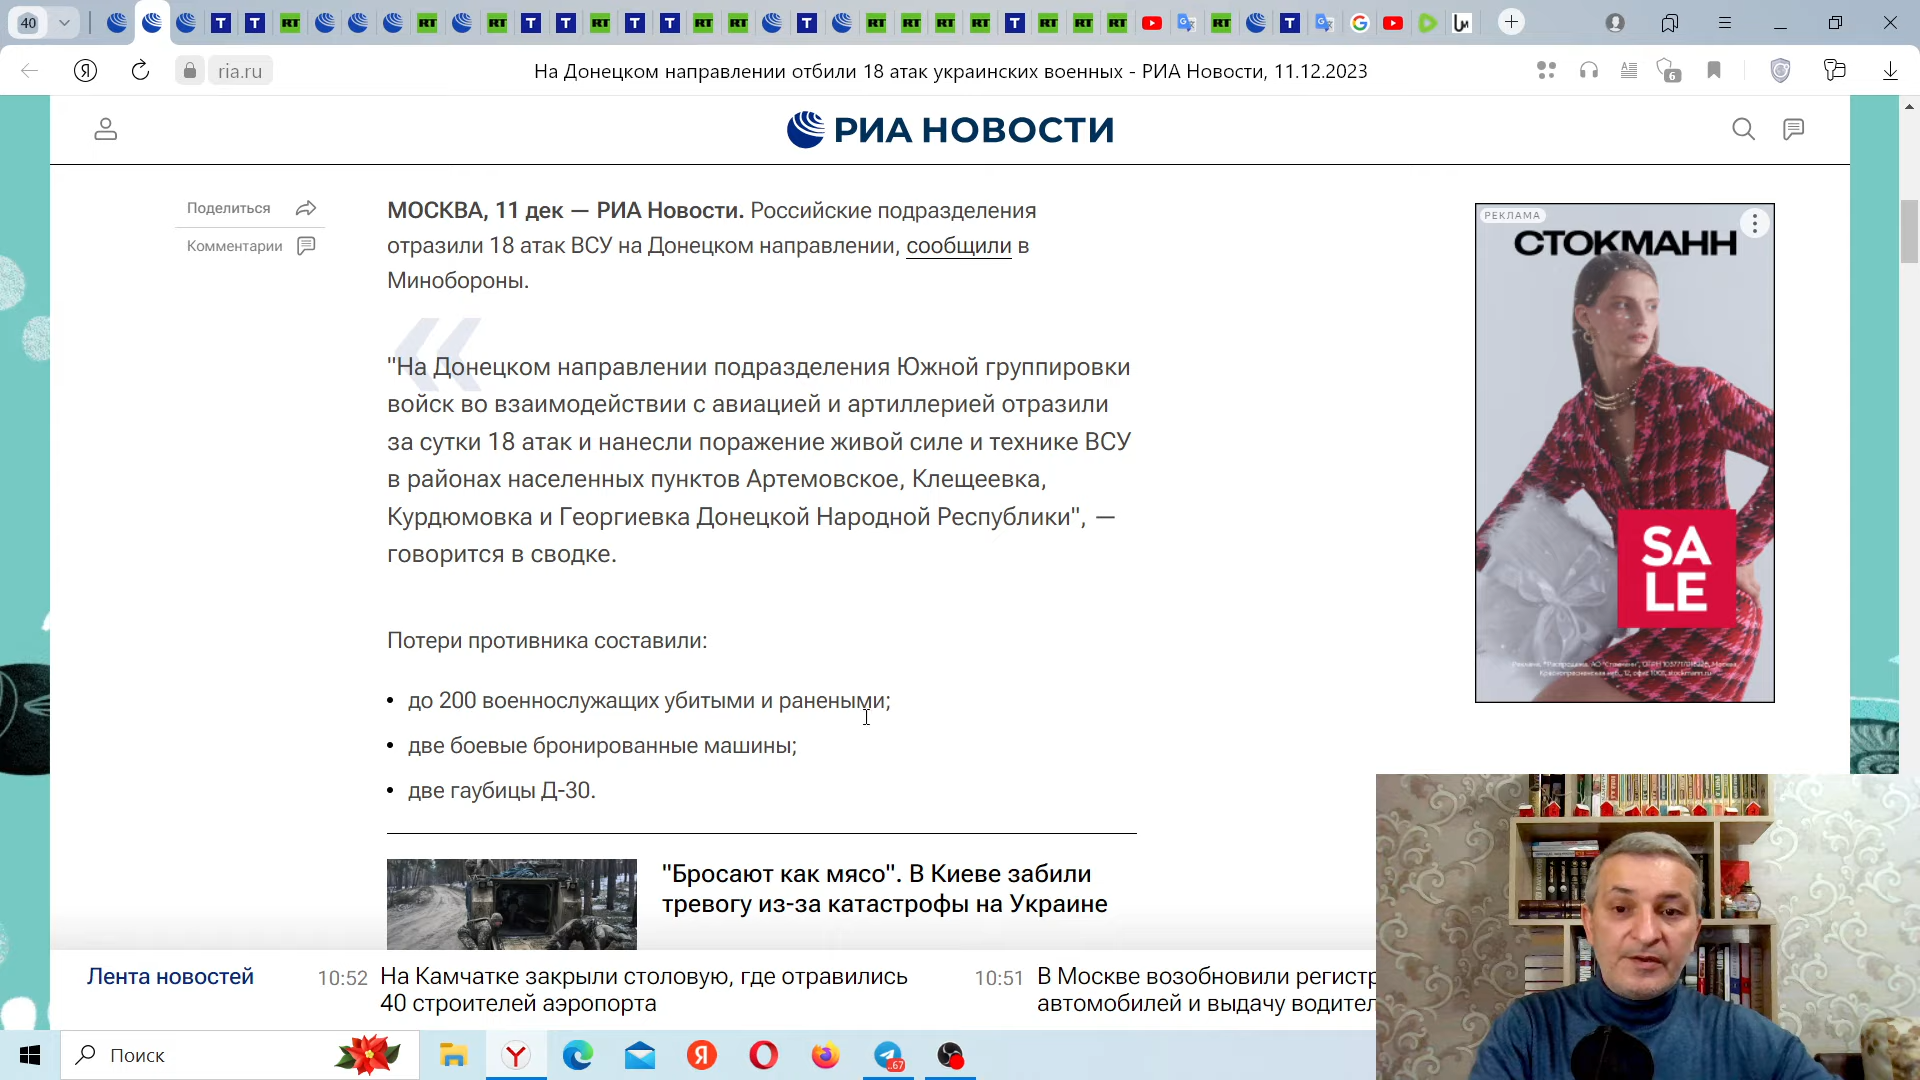 40
ria.ru
На Донецком направлении отбили 18 атак украинских военных - РИА Новости, 11.12.2023
6
РИА НОВОСТИ
Поделиться
Комментарии
МОСКВА, 11 дек — РИА Новости. Российские подразделения
отразили 18 атак ВСУ на Донецком направлении, сообщили в
Минобороны.
"На Донецком направлении подразделения Южной группировки
войск во взаимодействии с авиацией и артиллерией отразили
за сутки 18 атак и нанесли поражение живой силе и технике ВСУ
в районах населенных пунктов Артемовское, Клещеевка,
Курдюмовка и Георгиевка Донецкой Народной Республики", —
говорится в сводке.
Потери противника составили:
• до 200 военнослужащих убитыми и ранеными;
• две боевые бронированные машины;
• две гаубицы Д-30.
"Бросают как мясо". В Киеве забили
тревогу из-за катастрофы на Украине
РЕКЛАМА
СТОКМАНН
SA
LE
Лента новостей
10:52 На Камчатке закрыли столовую, где отравились
40 строителей аэропорта
10:51 В Москве возобновили регистр
автомобилей и выдачу водител
Поиск
67